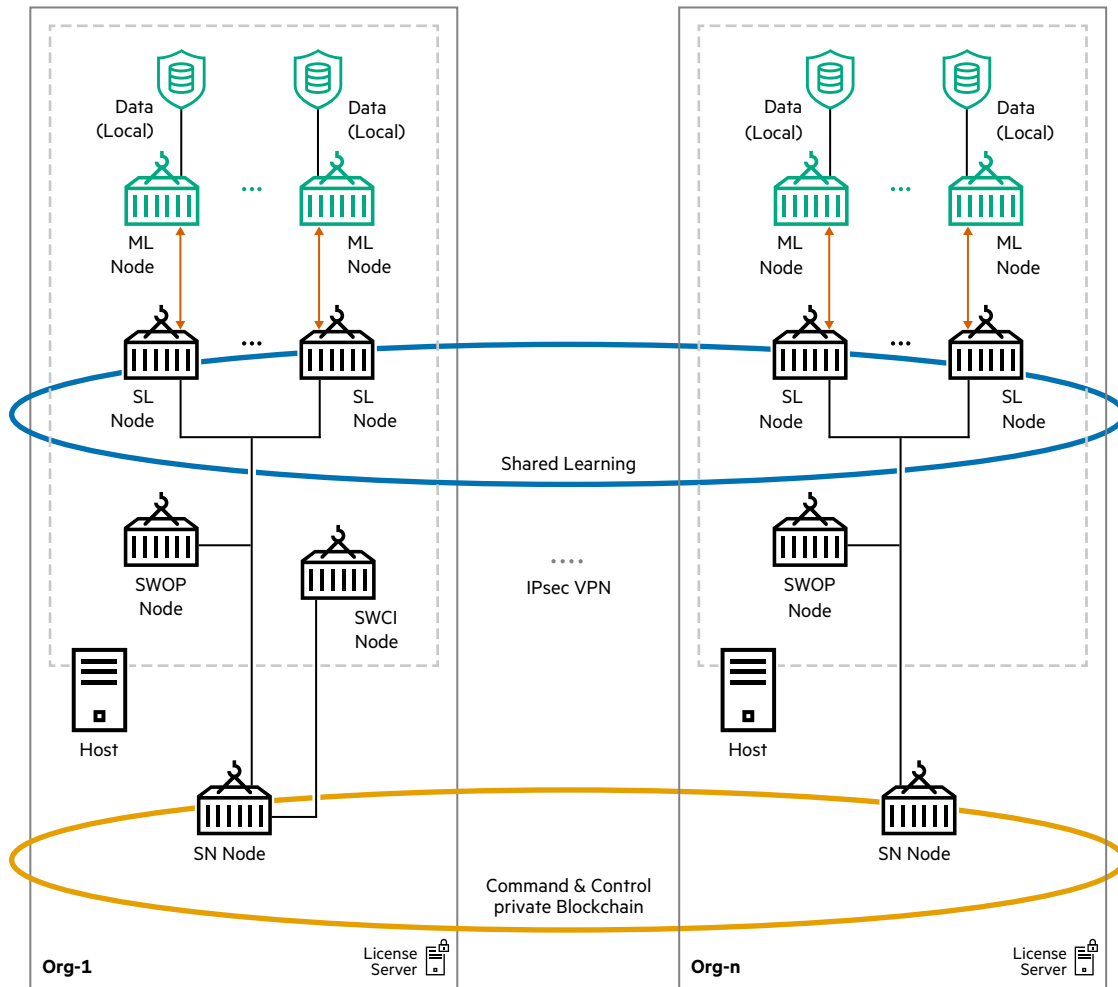 Data
(Local)
Data
(Local)
Data
(Local)
Data
(Local)
...
...
ML
Node
ML
Node
ML
Node
ML
Node
...
...
SL
Node
SL
Node
SL
Node
SL
Node
Shared Learning
SWOP
Node
SWCI
Node
....
IPsec VPN
SWOP
Node
Host
Host
SN Node
SN Node
Command & Control
private Blockchain
Org-1
License
Server
Org-n
License
Server